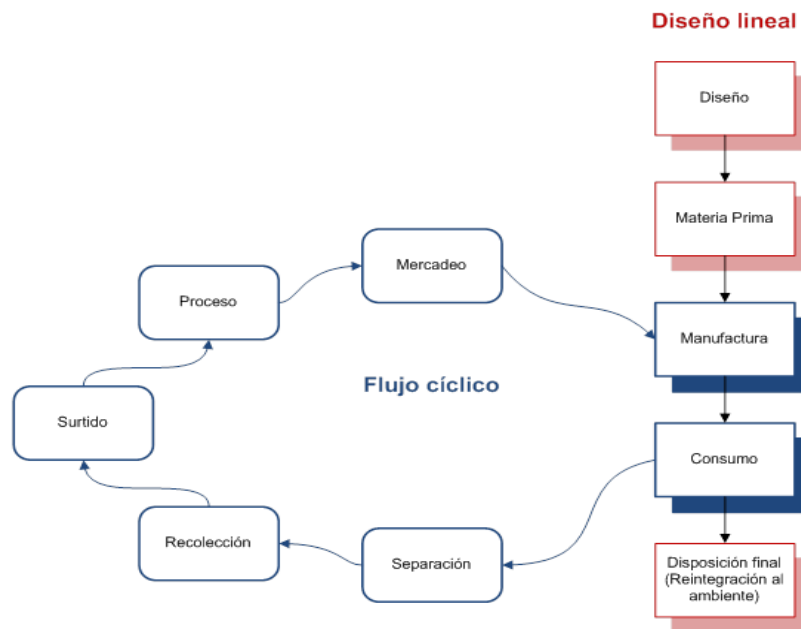 Diseño lineal
Diseño
Materia Prima
Mercadeo
Proceso
Manufactura
Flujo cíclico
Surtido
Consumo
Recolección
Separación
Disposición final
(Reintegración al
ambiente)